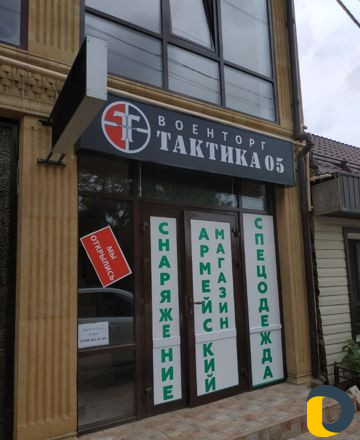 ВОЕНТОРГ
ТАКТИКА 05
МЫ
ОТКРЫЛИСЬ
СНАРЯЖЕНИЕ
АРМЕЙСКИЙ
МАГАЗИН
СПЕЦОДЕЖДА